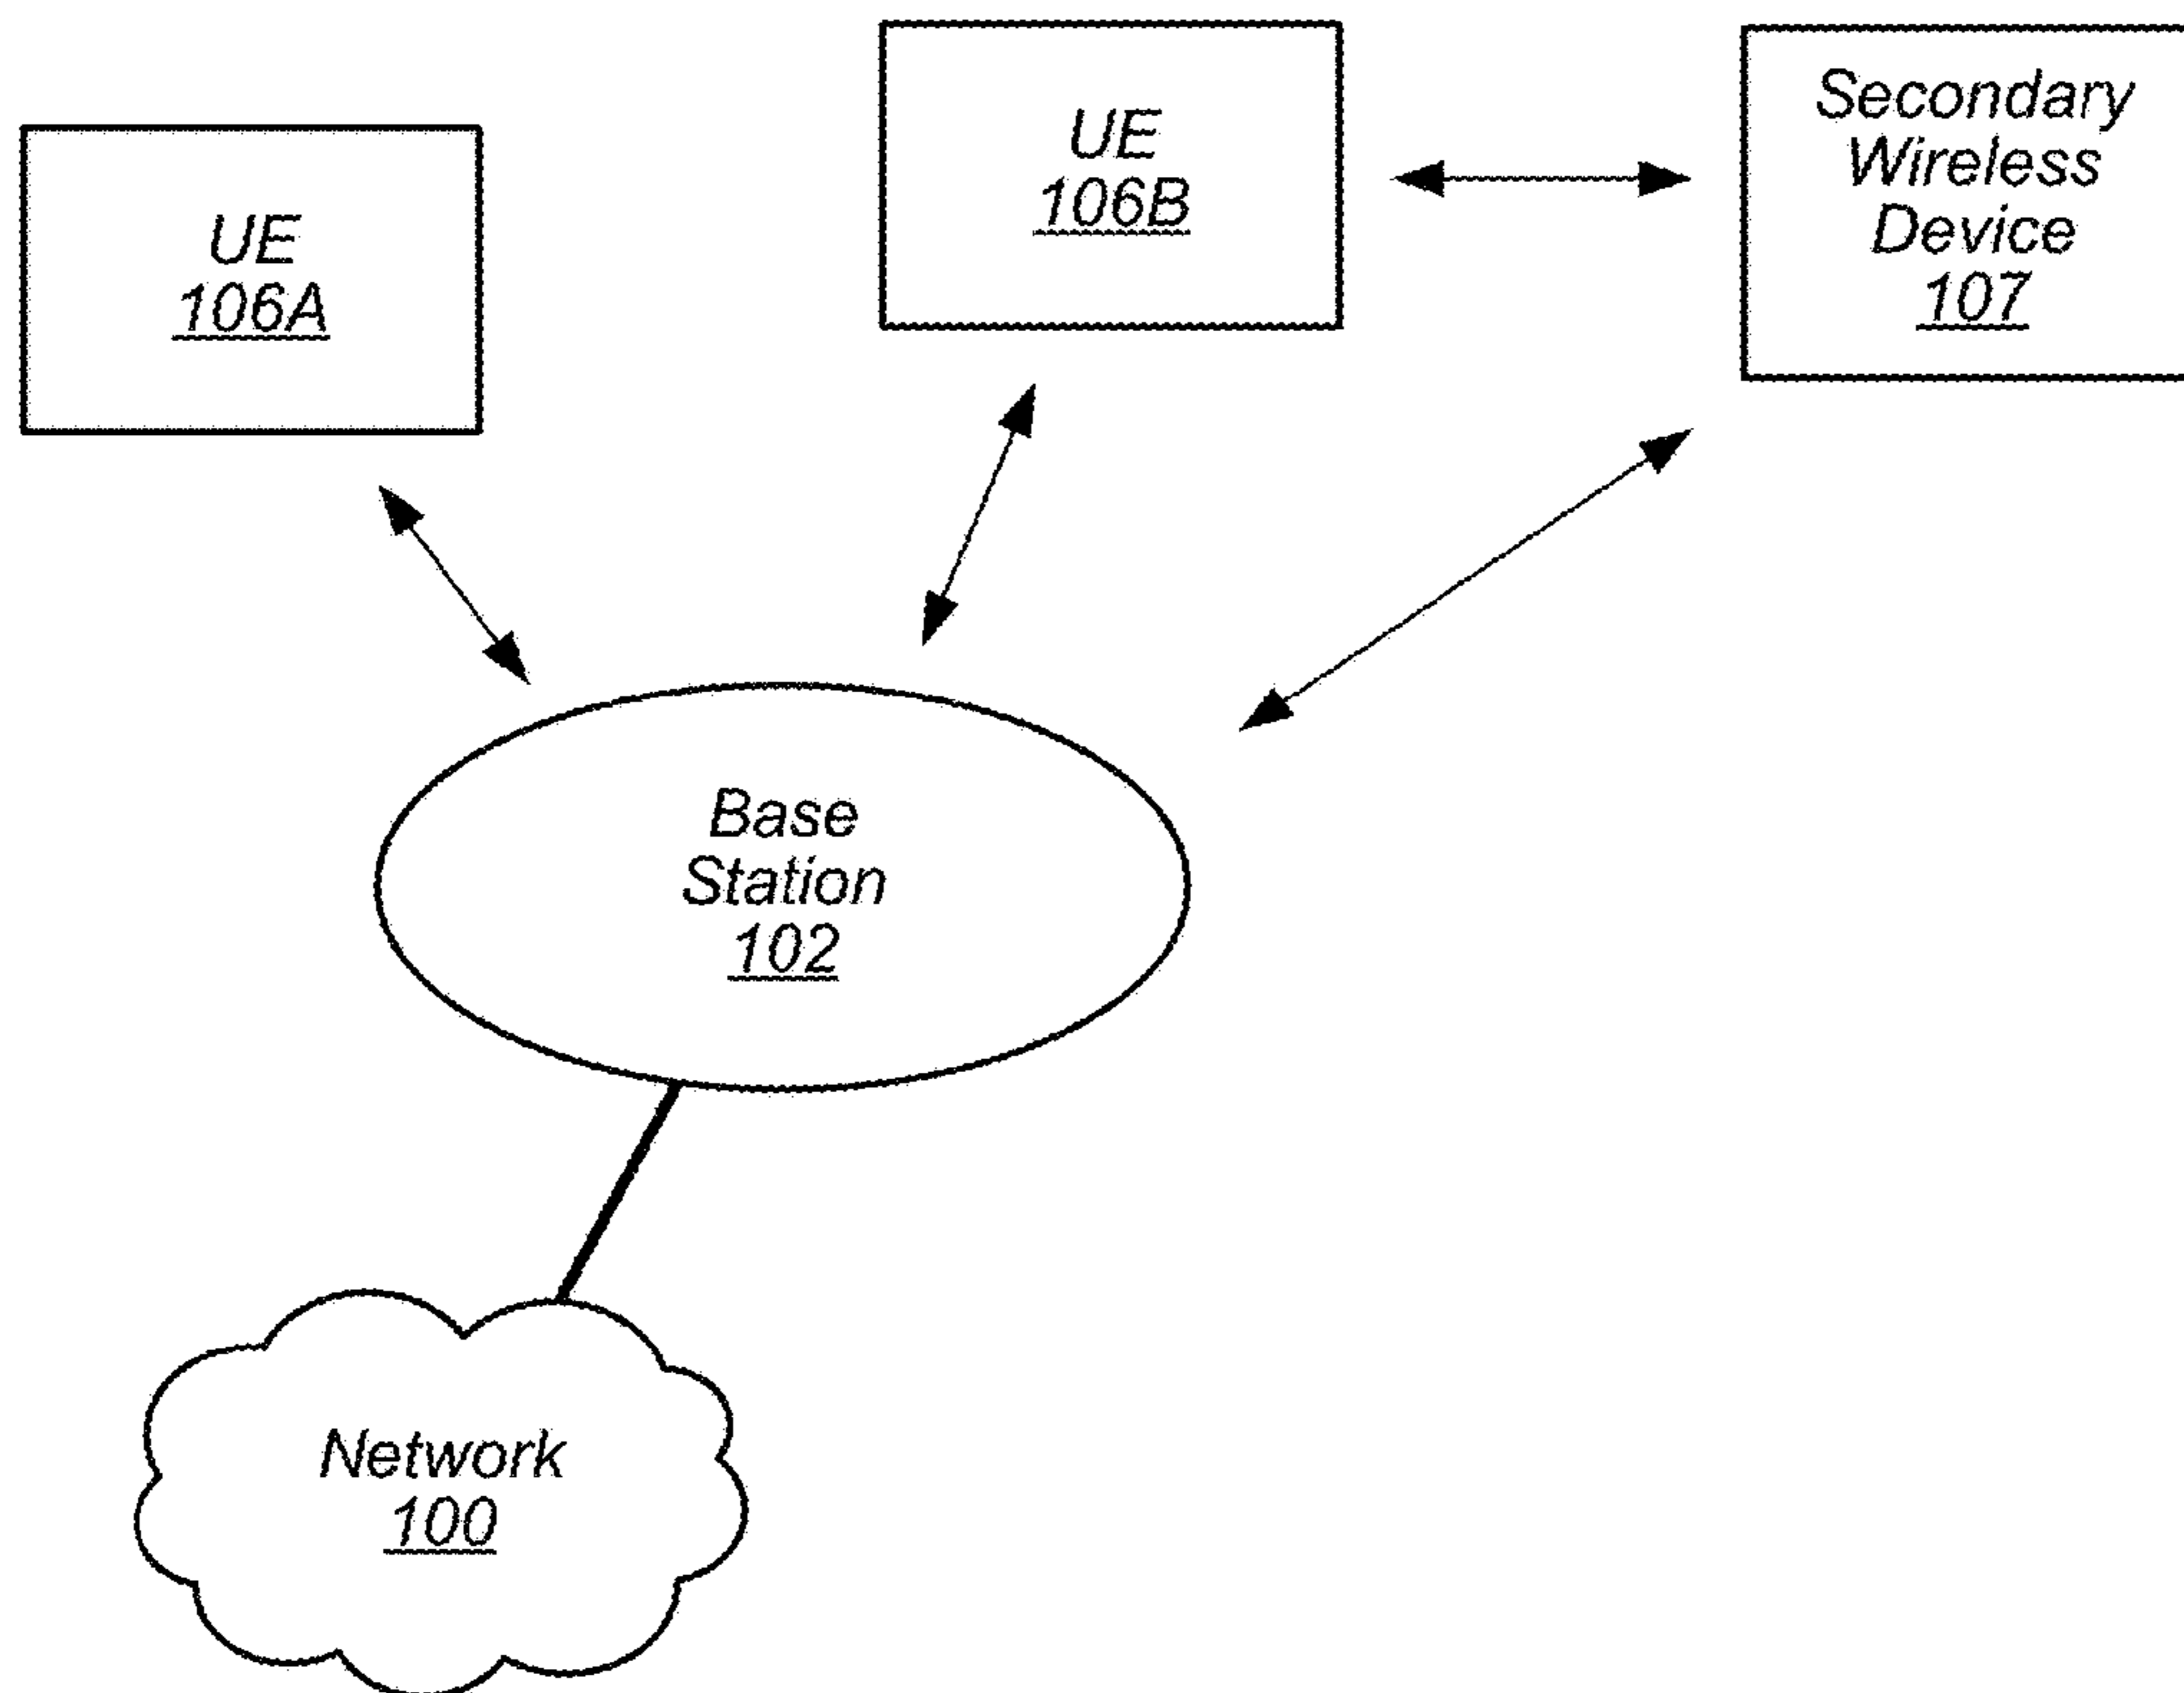 UE
106A
UE
106B
Secondary
Wireless
Device
107
Base
Station
102
Network
100